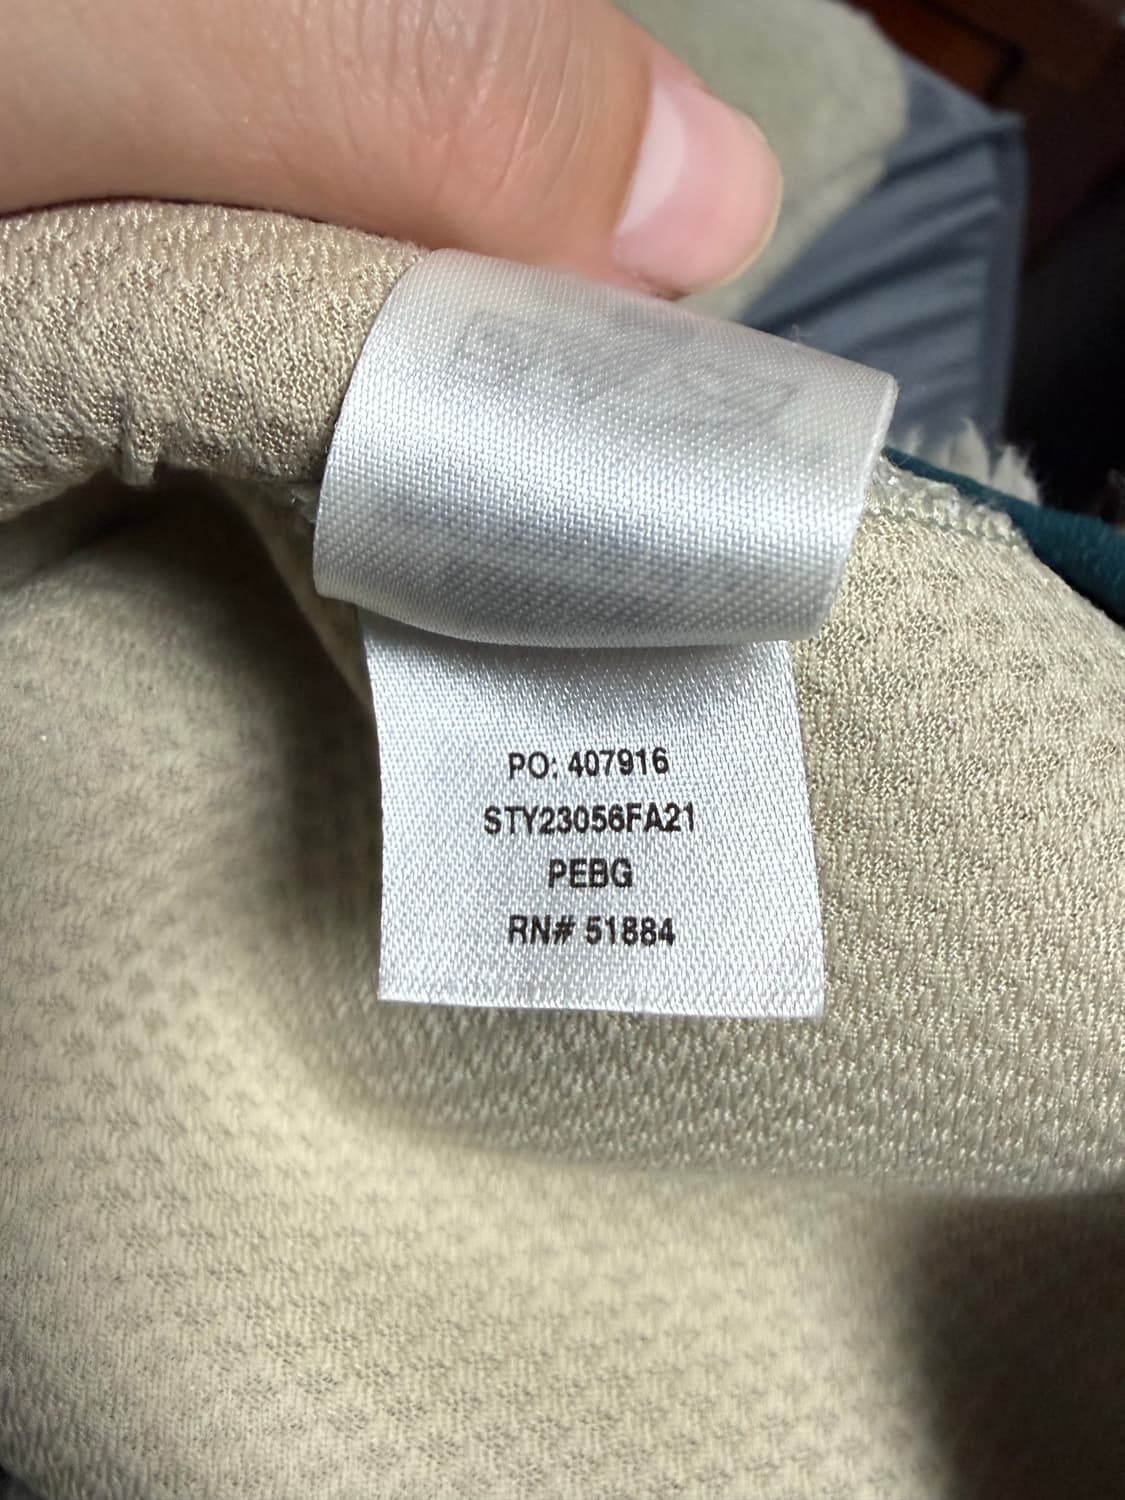 PO: 407916
STY23056FA21
PEBG
RN# 51884